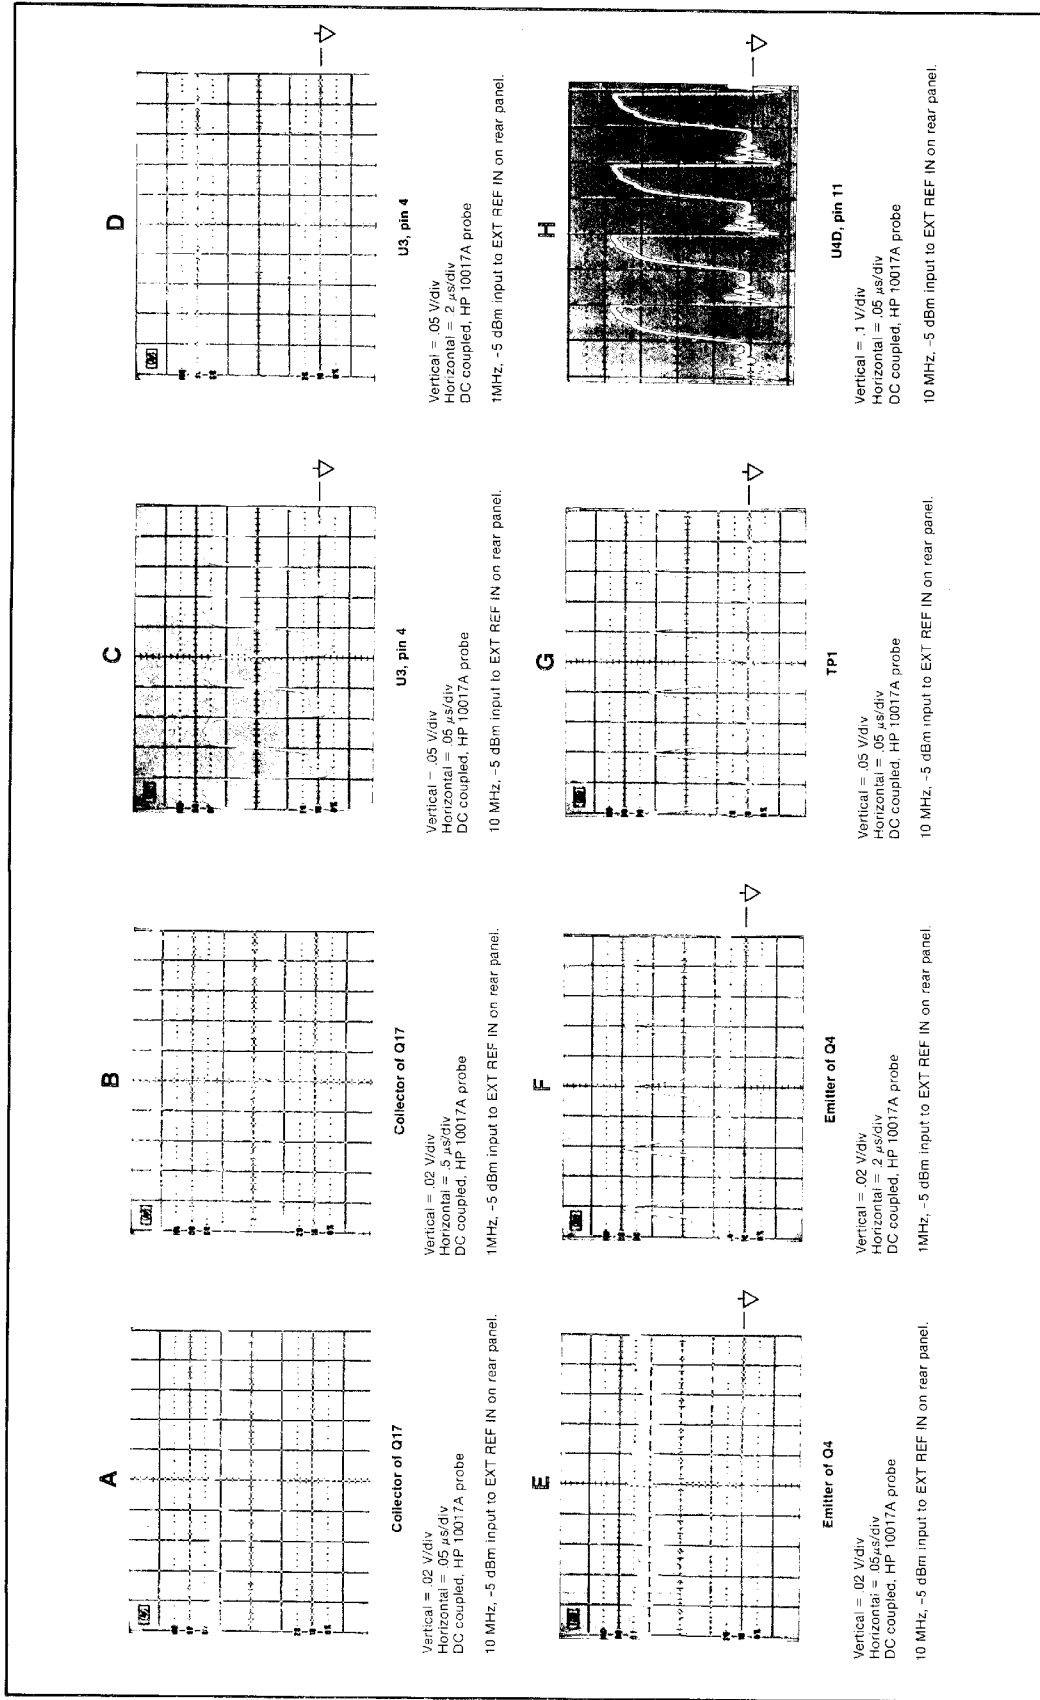 A
Collector of Q17
Vertical = .02 V/div
Horizontal = .05 μs/div
DC coupled, HP 10017A probe
10 MHz, -5 dBm input to EXT REF IN on rear panel.
B
Collector of Q17
Vertical = .02 V/div
Horizontal = .5 μs/div
DC coupled, HP 10017A probe
1MHz, -5 dBm input to EXT REF IN on rear panel.
C
U3, pin 4
Vertical = .05 V/div
Horizontal = .05 μs/div
DC coupled, HP 10017A probe
10 MHz, -5 dBm input to EXT REF IN on rear panel.
D
U3, pin 4
Vertical = .05 V/div
Horizontal = .2 μs/div
DC coupled, HP 10017A probe
1MHz, -5 dBm input to EXT REF IN on rear panel.
E
Emitter of Q4
Vertical = .02 V/div
Horizontal = .05μs/div
DC coupled, HP 10017A probe
10 MHz, -5 dBm input to EXT REF IN on rear panel.
F
Emitter of Q4
Vertical = .02 V/div
Horizontal = .2 μs/div
DC coupled, HP 10017A probe
1MHz, -5 dBm input to EXT REF IN on rear panel.
G
TP1
Vertical = .05 V/div
Horizontal = .05 μs/div
DC coupled, HP 10017A probe
10 MHz, -5 dBm input to EXT REF IN on rear panel.
H
U4D, pin 11
Vertical = .1 V/div
Horizontal = .05 μs/div
DC coupled, HP 10017A probe
10 MHz, -5 dBm input to EXT REF IN on rear panel.